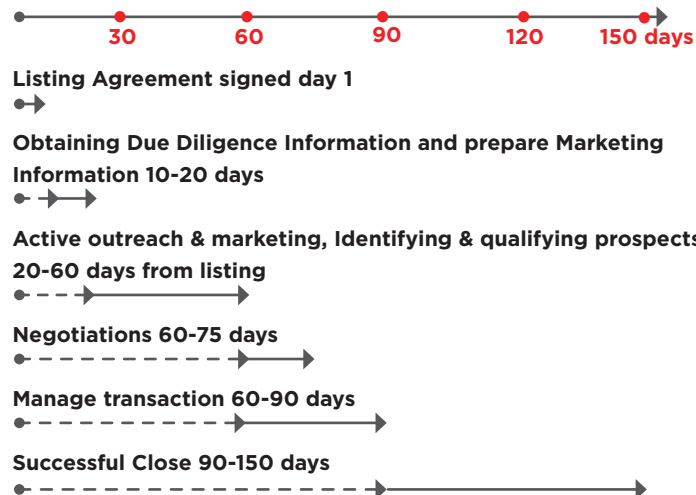 30 60 90 120 150 days
Listing Agreement signed day 1
Obtaining Due Diligence Information and prepare Marketing
Information 10-20 days
Active outreach & marketing, Identifying & qualifying prospects
20-60 days from listing
Negotiations 60-75 days
Manage transaction 60-90 days
Successful Close 90-150 days